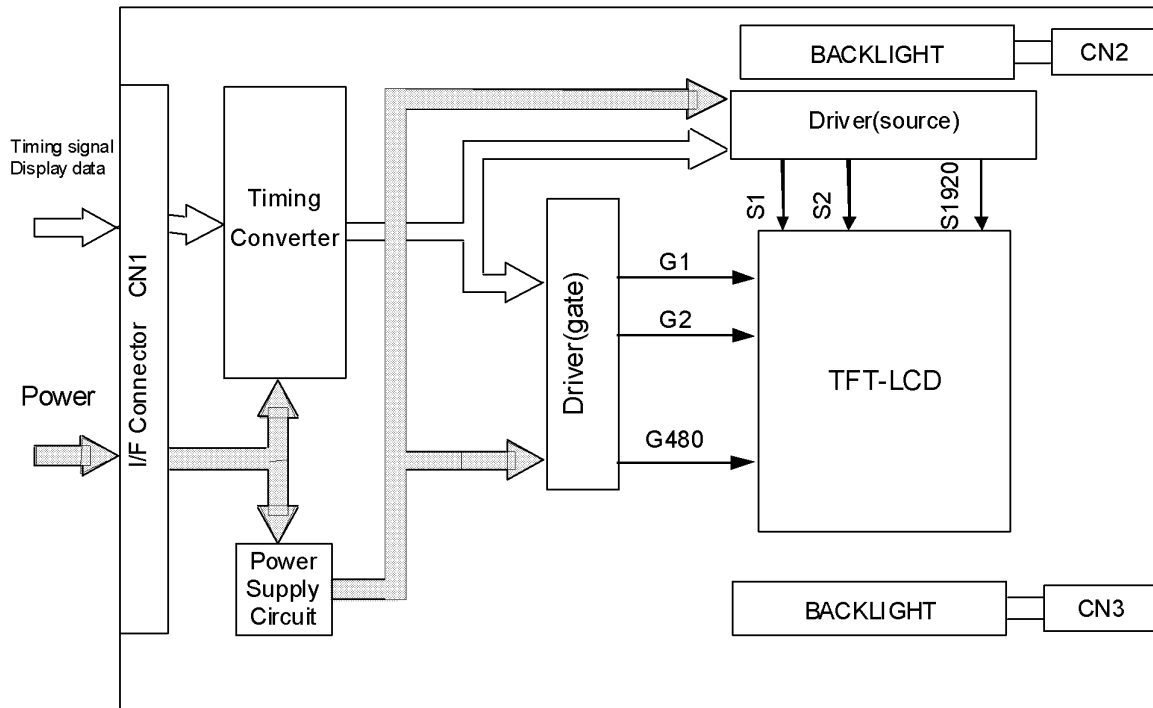 BACKLIGHT
CN2
Timing signal
Display data
Timing
Converter
Driver(source)
S1
S2
S1920
I/F Connector CN1
Driver(gate)
G1
G2
G480
TFT-LCD
Power
Power
Supply
Circuit
BACKLIGHT
CN3